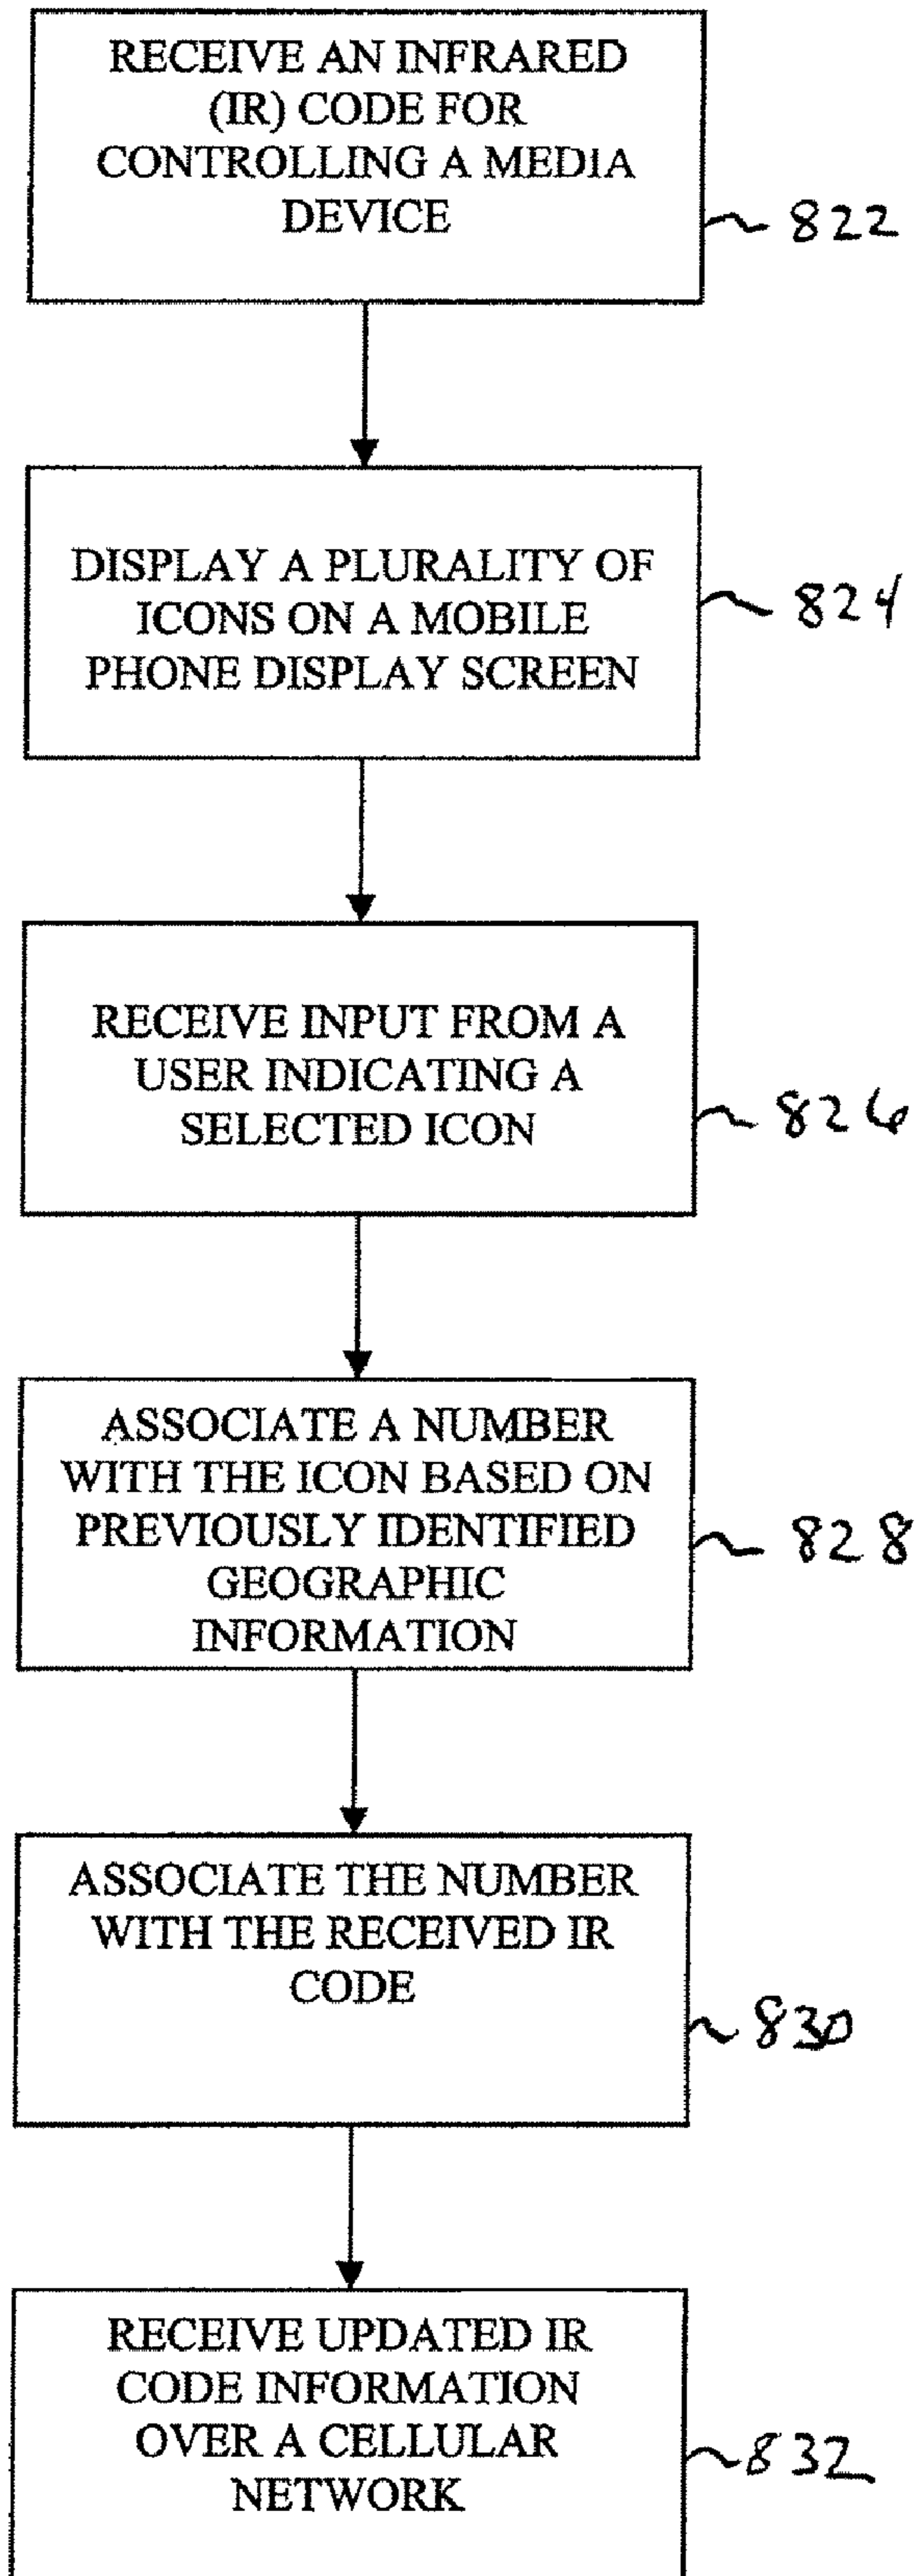 RECEIVE AN INFRARED
(IR) CODE FOR
CONTROLLING A MEDIA
DEVICE
822
DISPLAY A PLURALITY OF
ICONS ON A MOBILE
PHONE DISPLAY SCREEN
824
RECEIVE INPUT FROM A
USER INDICATING A
SELECTED ICON
826
ASSOCIATE A NUMBER
WITH THE ICON BASED ON
PREVIOUSLY IDENTIFIED
GEOGRAPHIC
INFORMATION
828
ASSOCIATE THE NUMBER
WITH THE RECEIVED IR
CODE
830
RECEIVE UPDATED IR
CODE INFORMATION
OVER A CELLULAR
NETWORK
832